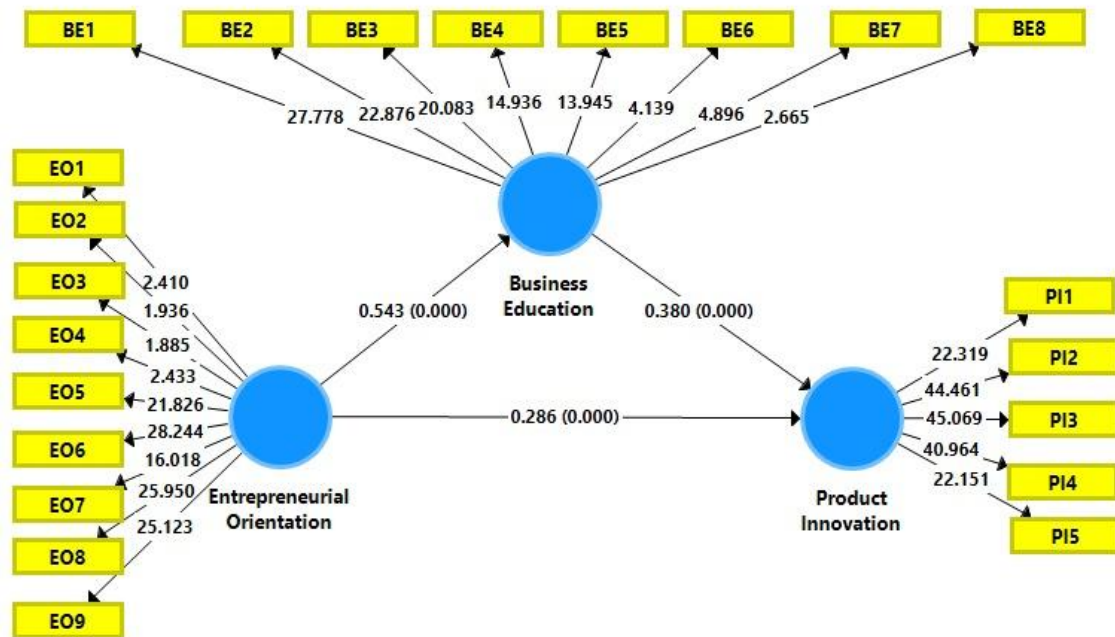 BE1 BE2 BE3 BE4 BE5 BE6 BE7 BE8
27.778 22.876 20.083 14.936 13.945 4.139 4.896 2.665
EO1
EO2
EO3
EO4
EO5
EO6
EO7
EO8
EO9
2.410
1.936
1.885
2.433
21.826
28.244
16.018
25.950
25.123
Business
Education
0.543 (0.000)
0.380 (0.000)
0.286 (0.000)
Entrepreneurial
Orientation
Product
Innovation
22.319
44.461
45.069
40.964
22.151
PI1
PI2
PI3
PI4
PI5